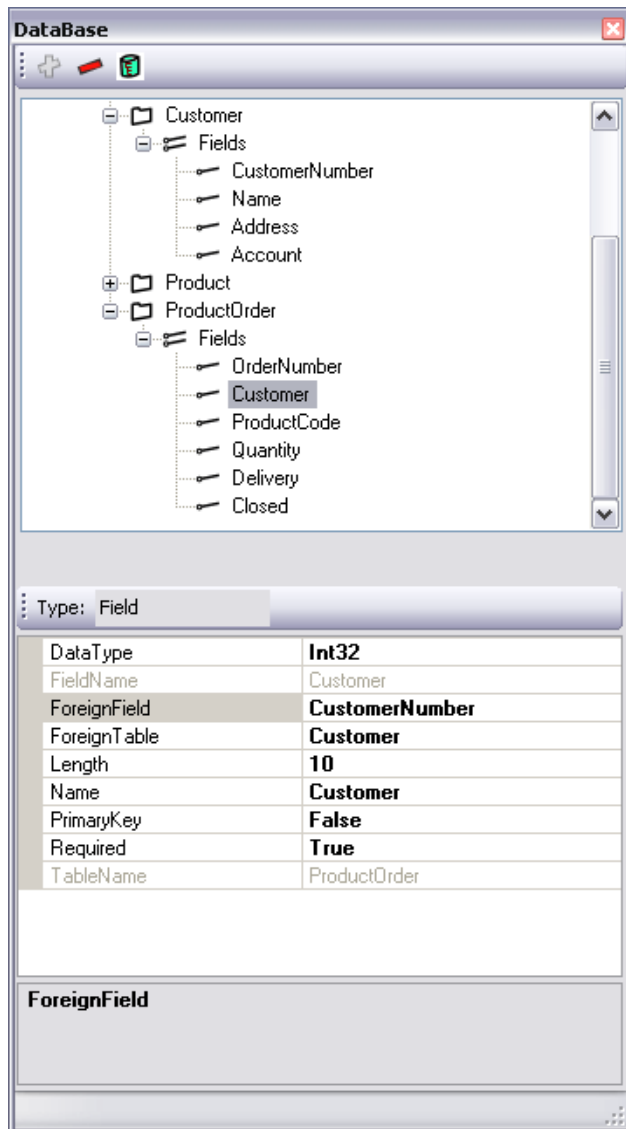 DataBase
Customer
Fields
CustomerNumber
Name
Address
Account
Product
ProductOrder
Fields
OrderNumber
Customer
ProductCode
Quantity
Delivery
Closed
Type: Field
DataType Int32
FieldName Customer
ForeignField CustomerNumber
ForeignTable Customer
Length 10
Name Customer
PrimaryKey False
Required True
TableName ProductOrder
ForeignField